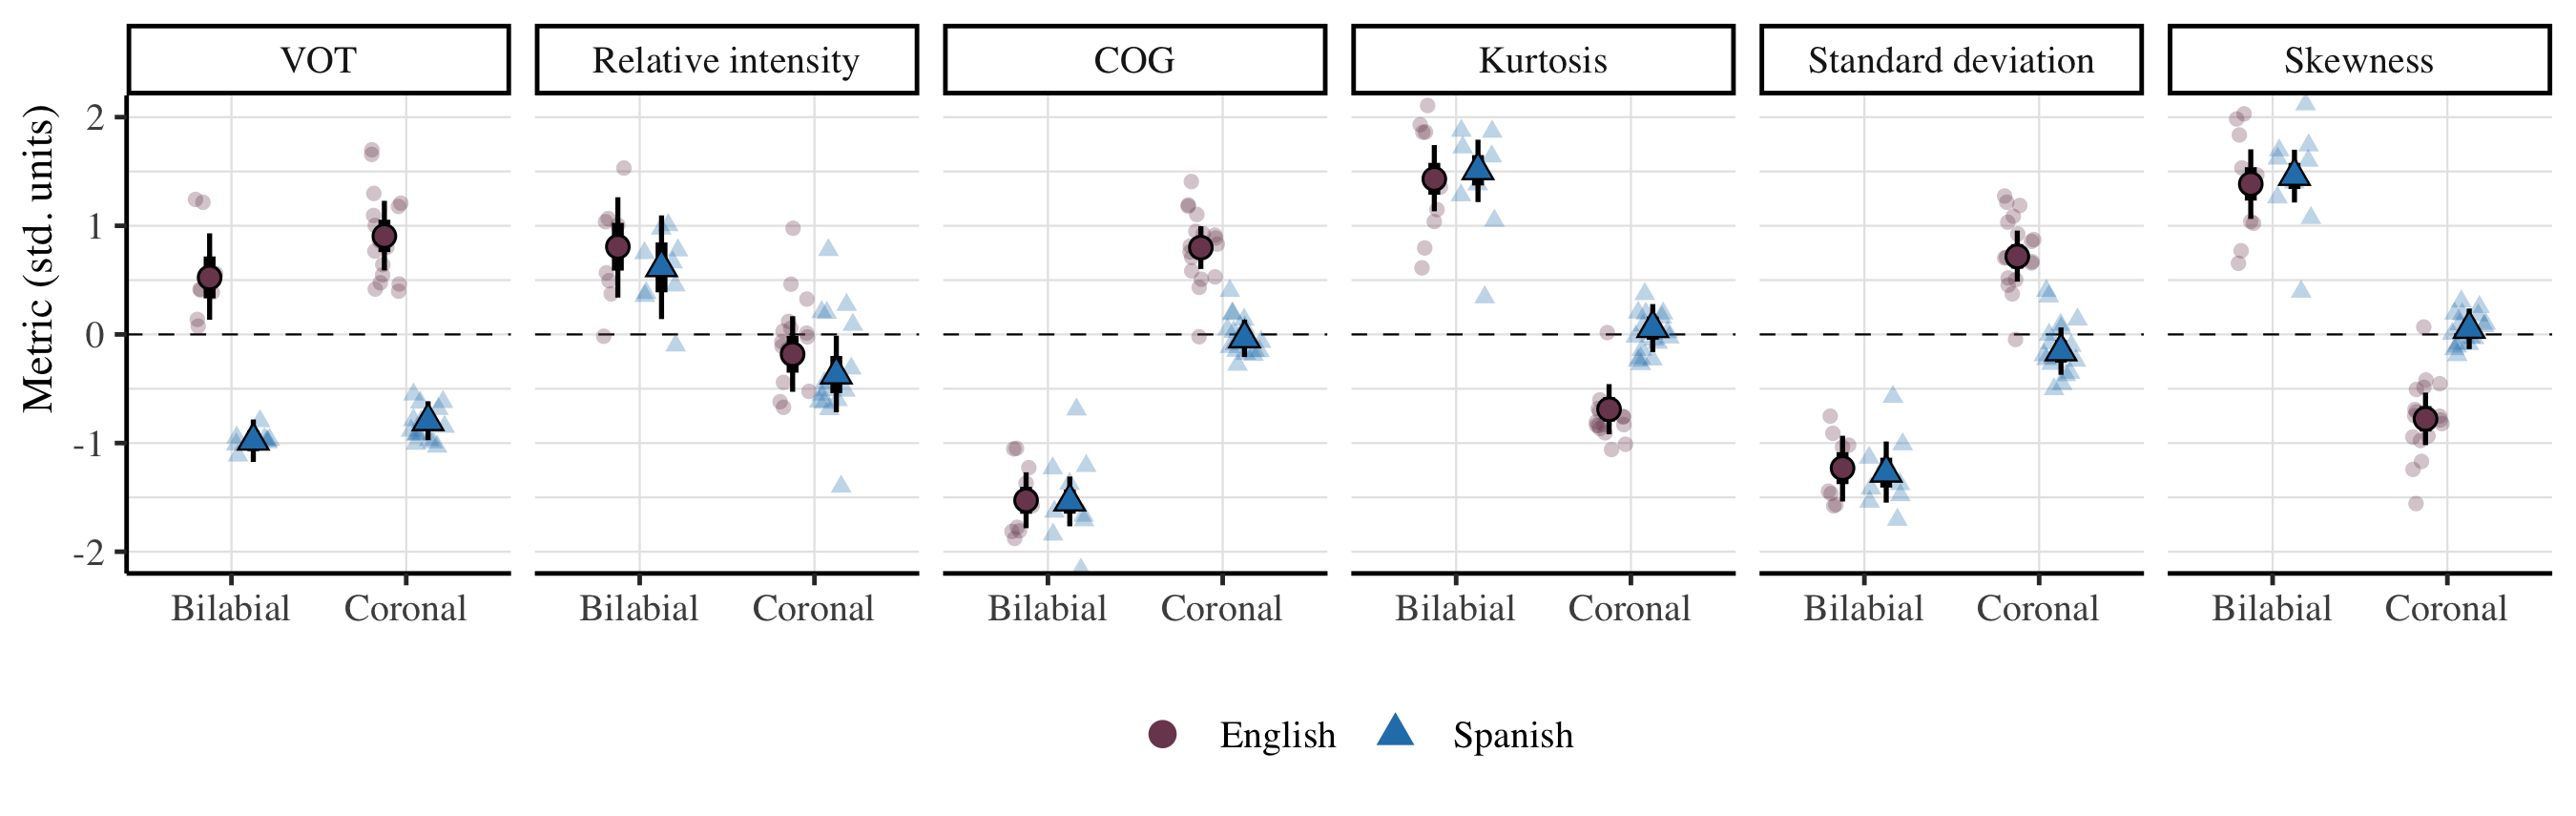 VOT Relative intensity COG Kurtosis Standard deviation Skewness
Metric (std. units)
2
1
0
-1
-2
Bilabial Coronal Bilabial Coronal Bilabial Coronal Bilabial Coronal Bilabial Coronal Bilabial Coronal
English Spanish